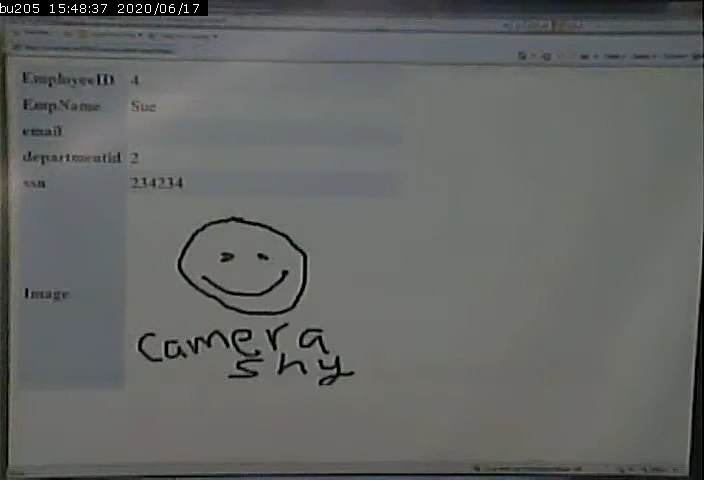 bu205 15:48:37 2020/06/17
EmployeeID 4
EmpName Sue
email
departmentid 2
ssn 234234
Image
camera
shy